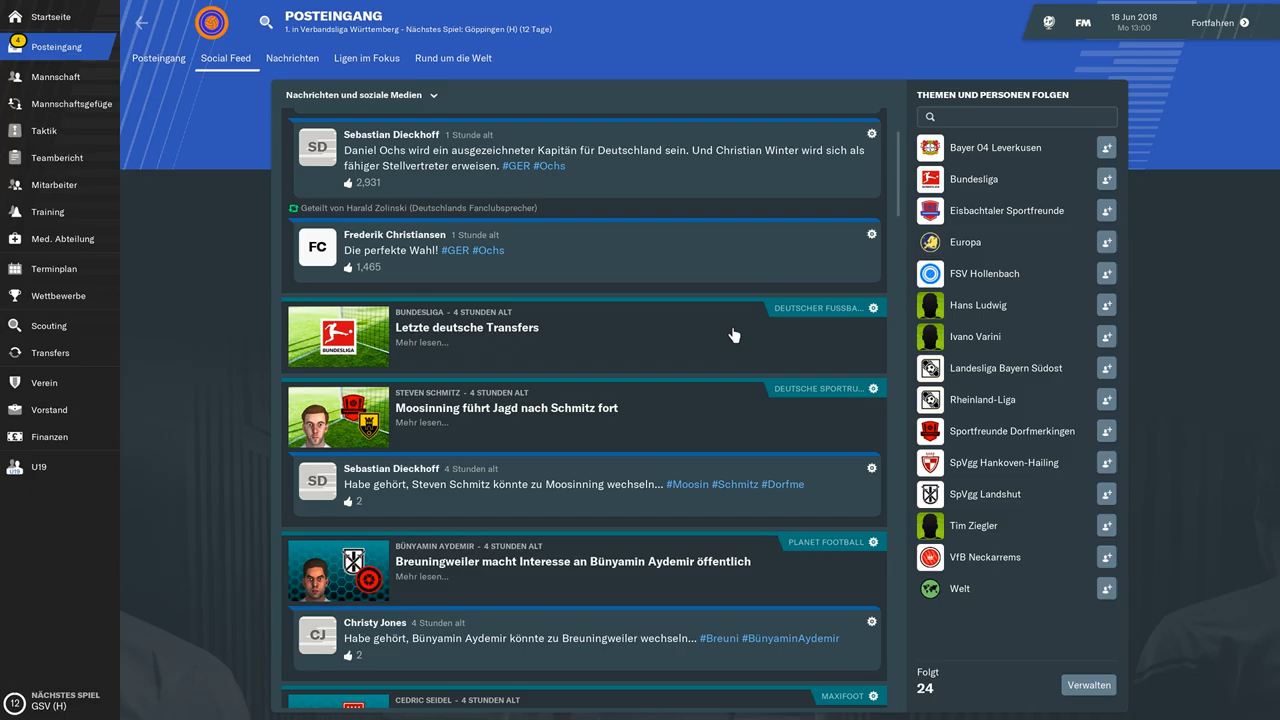 Startseite
4
Posteingang
Mannschaft
Mannschaftsgefüge
Taktik
Teambericht
Mitarbeiter
Training
Med. Abteilung
Terminplan
Wettbewerbe
Scouting
Transfers
Verein
Vorstand
Finanzen
U19
U19
12
NÄCHSTES SPIEL
GSV (H)
POSTEINGANG
1. in Verbandsliga Württemberg - Nächstes Spiel: Göppingen (H) (12 Tage)
FM
18 Jun 2018
Mo 13:00
Fortfahren
Posteingang
Social Feed
Nachrichten
Ligen im Fokus
Rund um die Welt
Nachrichten und soziale Medien
SD
Sebastian Dieckhoff 1 Stunde alt
Daniel Ochs wird ein ausgezeichneter Kapitän für Deutschland sein. Und Christian Winter wird sich als
fähiger Stellvertreter erweisen. #GER #Ochs
2,931
Geteilt von Harald Zolinski (Deutschlands Fanclubsprecher)
FC
Frederik Christiansen 1 Stunde alt
Die perfekte Wahl! #GER #Ochs
1,465
BUNDESLIGA
BUNDESLIGA - 4 STUNDEN ALT
DEUTSCHER FUSSBA...
Letzte deutsche Transfers
Mehr lesen...
STEVEN SCHMITZ - 4 STUNDEN ALT
DEUTSCHE SPORTRU...
Moosinning führt Jagd nach Schmitz fort
Mehr lesen...
SD
Sebastian Dieckhoff 4 Stunden alt
Habe gehört, Steven Schmitz könnte zu Moosinning wechseln... #Moosin #Schmitz #Dorfme
2
BÜNYAMIN AYDEMIR - 4 STUNDEN ALT
PLANET FOOTBALL
Breuningweiler macht Interesse an Bünyamin Aydemir öffentlich
Mehr lesen...
CJ
Christy Jones 4 Stunden alt
Habe gehört, Bünyamin Aydemir könnte zu Breuningweiler wechseln... #Breuni #BünyaminAydemir
2
CEDRIC SEIDEL - 4 STUNDEN ALT
MAXIFOOT
THEMEN UND PERSONEN FOLGEN
Bayer 04 Leverkusen
Bundesliga
Eisbachtaler Sportfreunde
Europa
FSV Hollenbach
Hans Ludwig
Ivano Varini
Landesliga Bayern Südost
Rheinland-Liga
Sportfreunde Dorfmerkingen
SpVgg Hankoven-Hailing
SpVgg Landshut
Tim Ziegler
VfB Neckarrems
Welt
Folgt
24
Verwalten